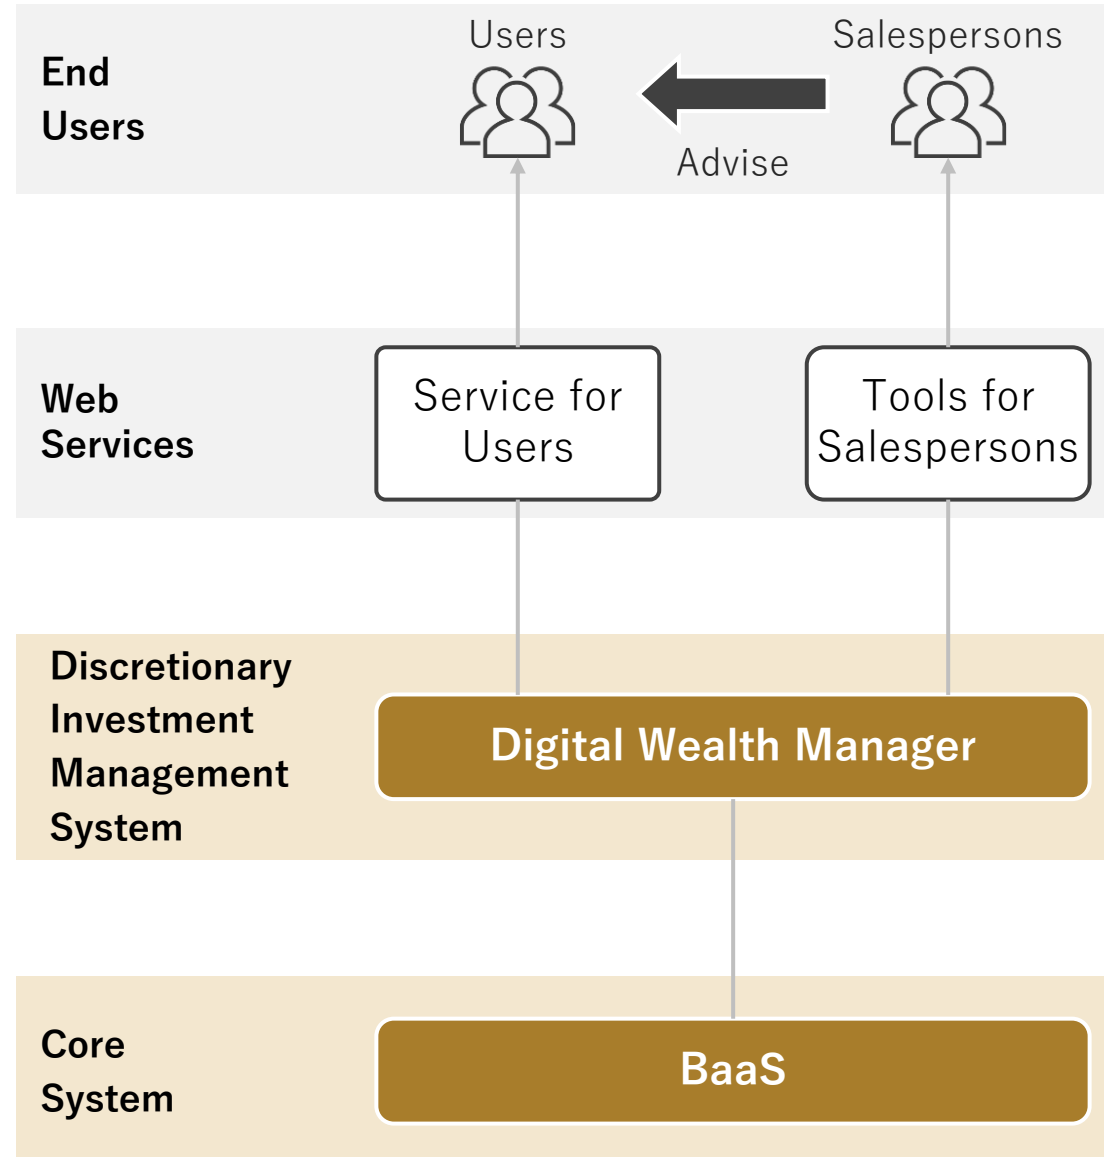 End
Users
Users
Salespersons
Advise
Web
Services
Service for
Users
Tools for
Salespersons
Discretionary
Investment
Management
System
Digital Wealth Manager
Core
System
BaaS